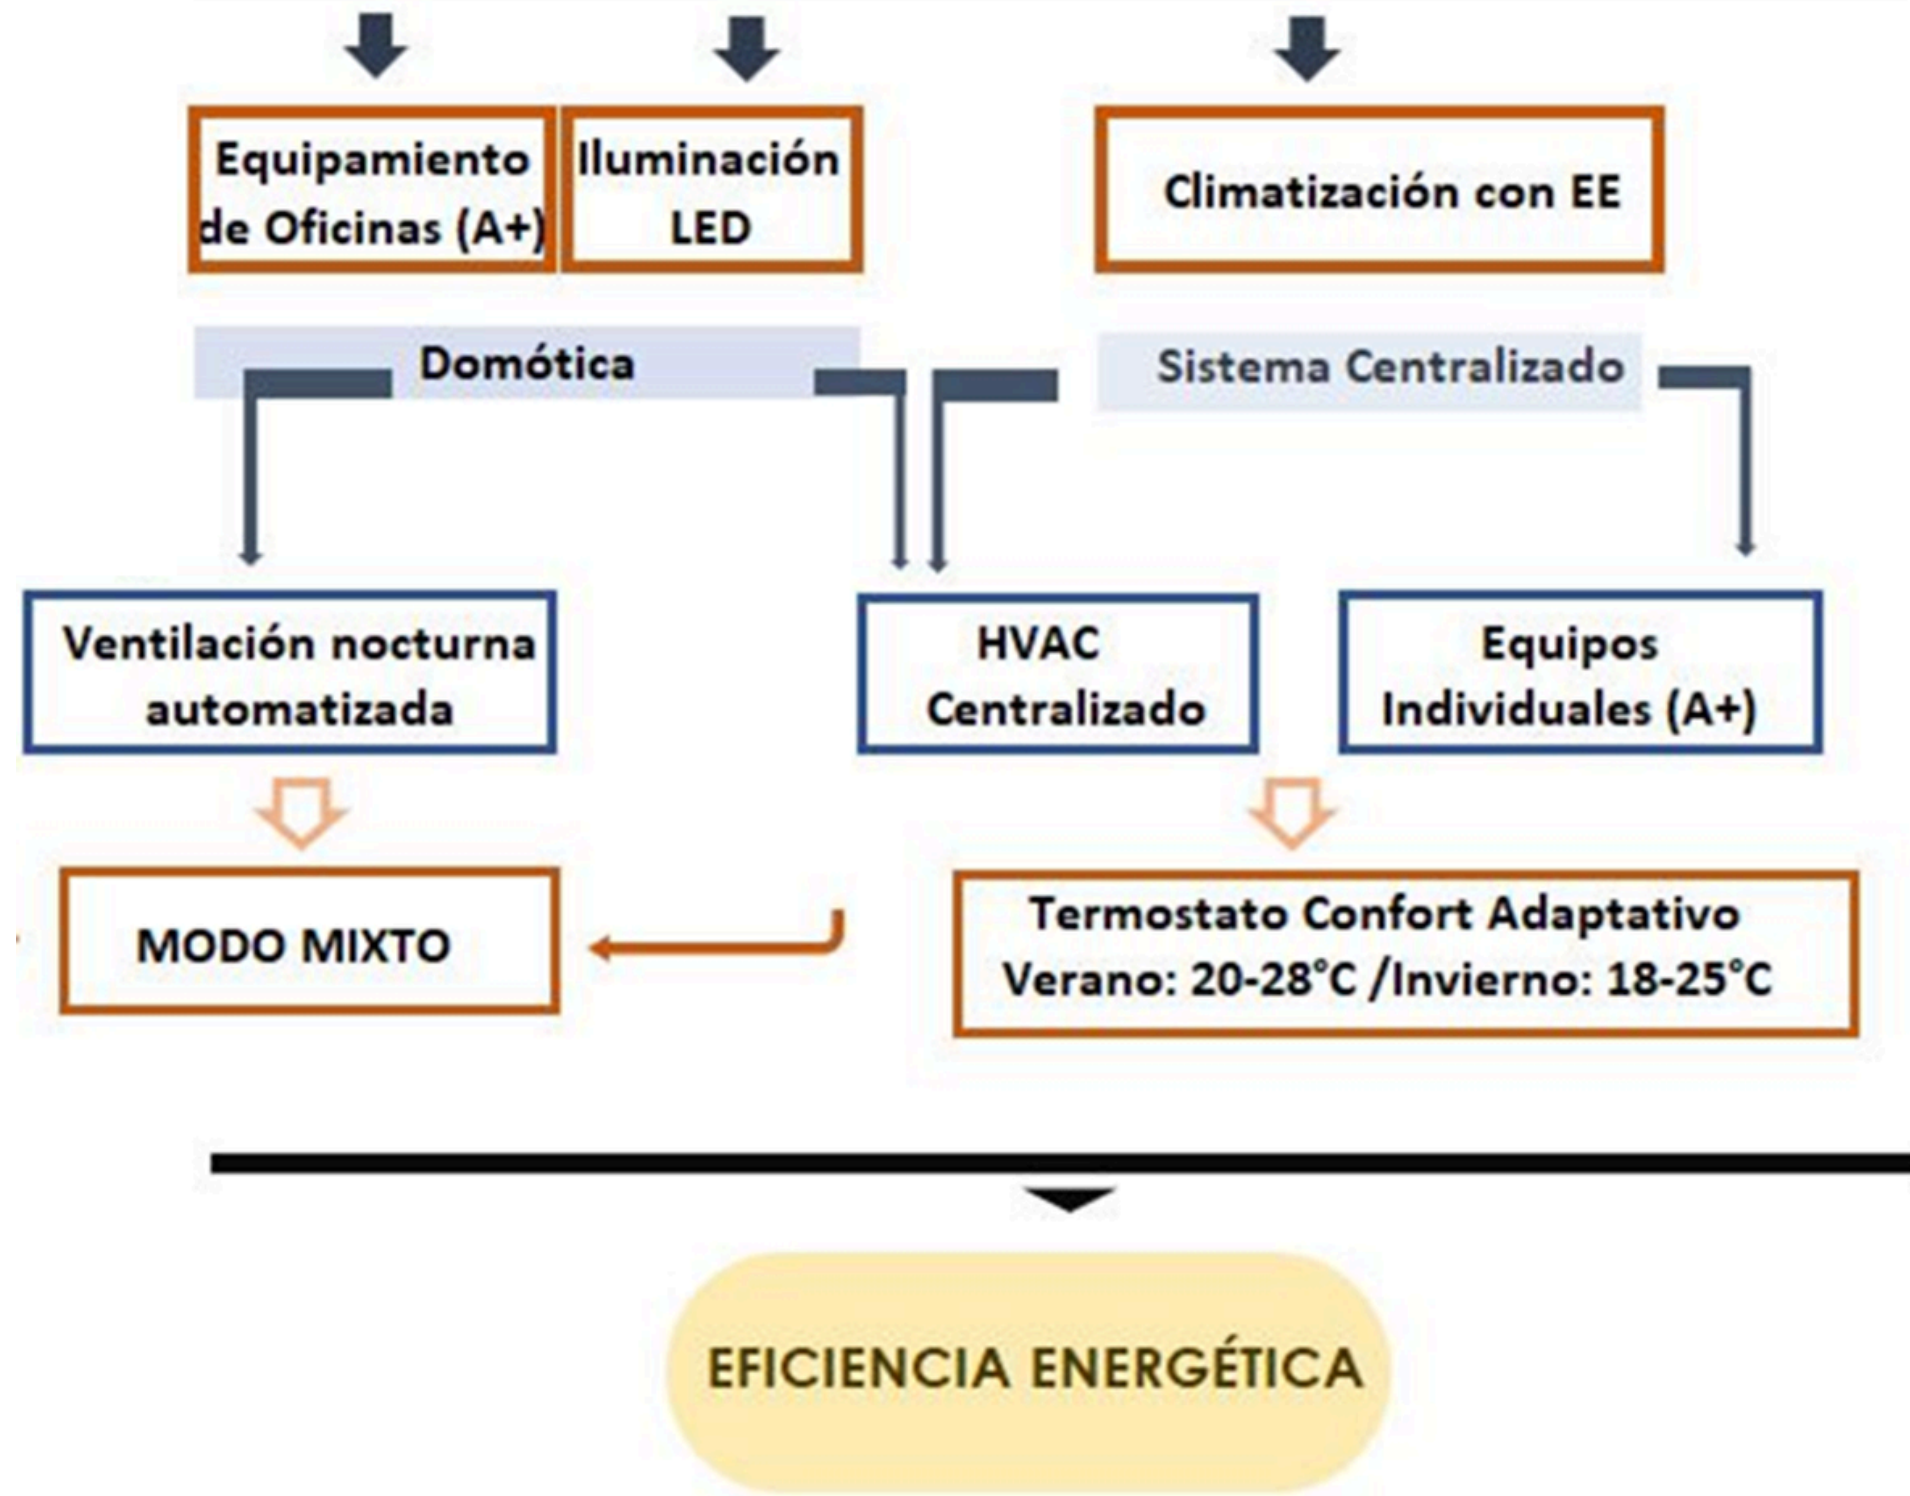 Equipamiento
de Oficinas (A+)
Iluminación
LED
Climatización con EE
Domótica
Sistema Centralizado
Ventilación nocturna
automatizada
HVAC
Centralizado
Equipos
Individuales (A+)
MODO MIXTO
Termostato Confort Adaptativo
Verano: 20-28°C /Invierno: 18-25°C
EFICIENCIA ENERGÉTICA